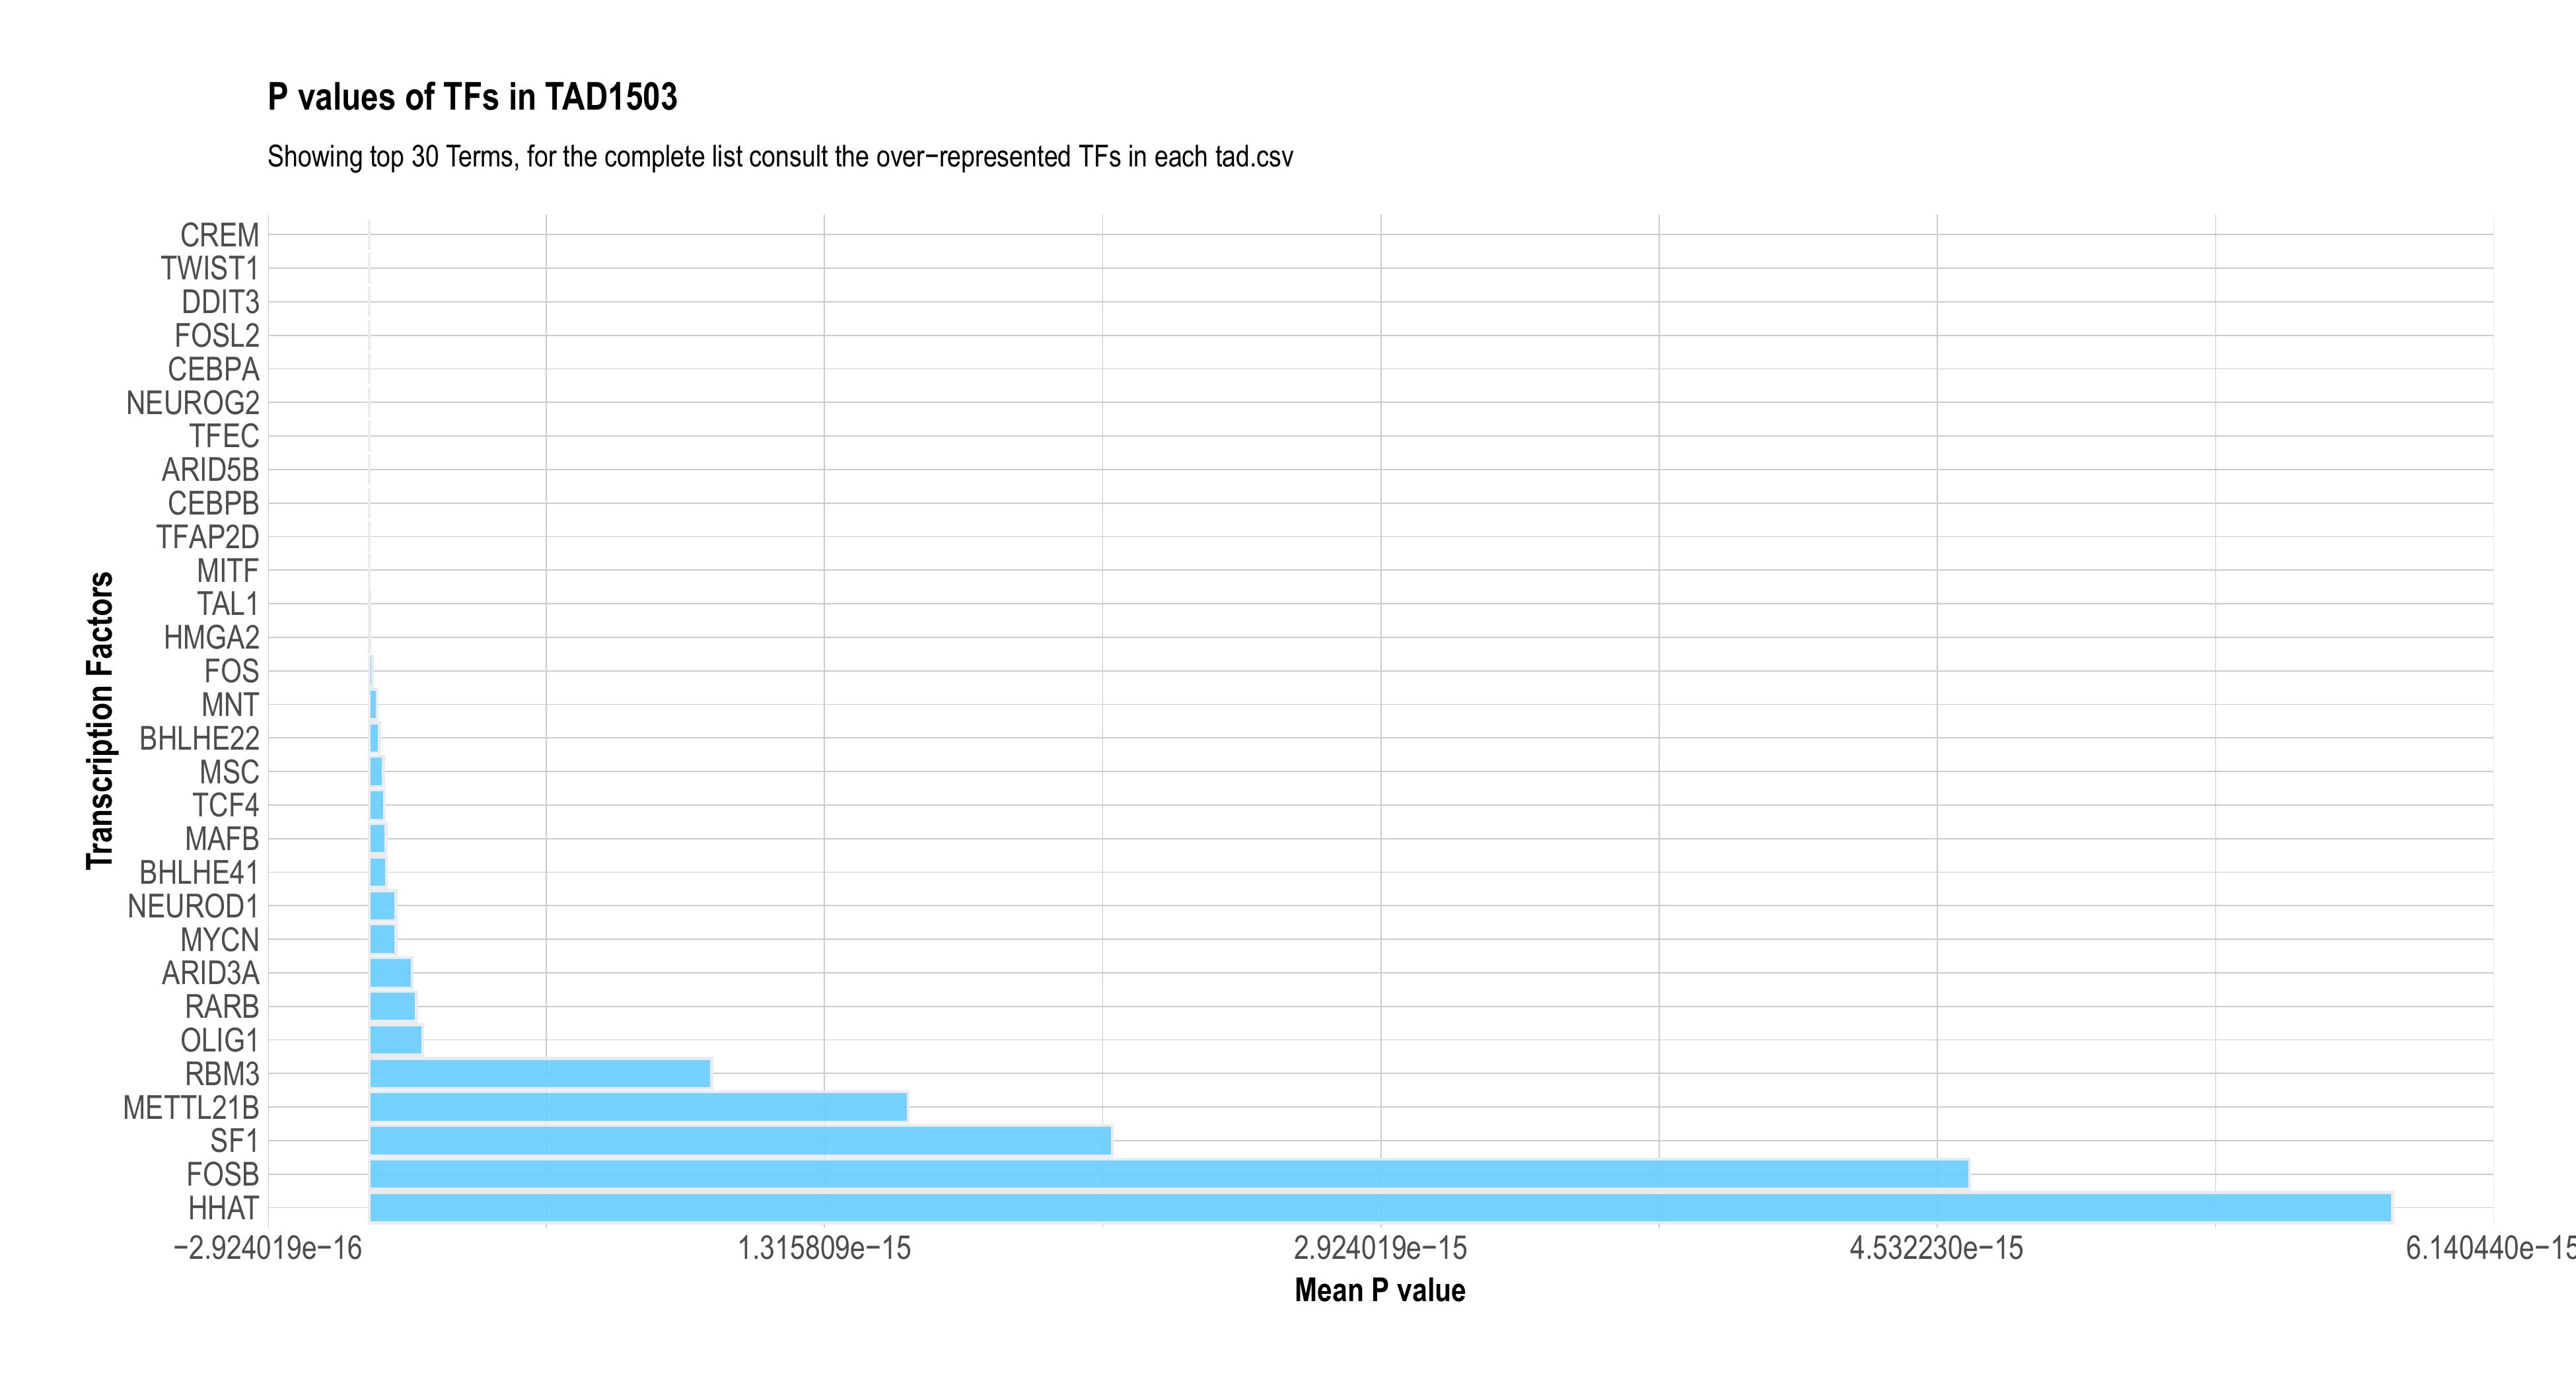 P values of TFs in TAD1503
Showing top 30 Terms, for the complete list consult the over−represented TFs in each tad.csv
Transcription Factors
CREM
TWIST1
DDIT3
FOSL2
CEBPA
NEUROG2
TFEC
ARID5B
CEBPB
TFAP2D
MITF
TAL1
HMGA2
FOS
MNT
BHLHE22
MSC
TCF4
MAFB
BHLHE41
NEUROD1
MYCN
ARID3A
RARB
OLIG1
RBM3
METTL21B
SF1
FOSB
HHAT
−2.924019e−16 1.315809e−15 2.924019e−15 4.532230e−15 6.140440e−15
Mean P value